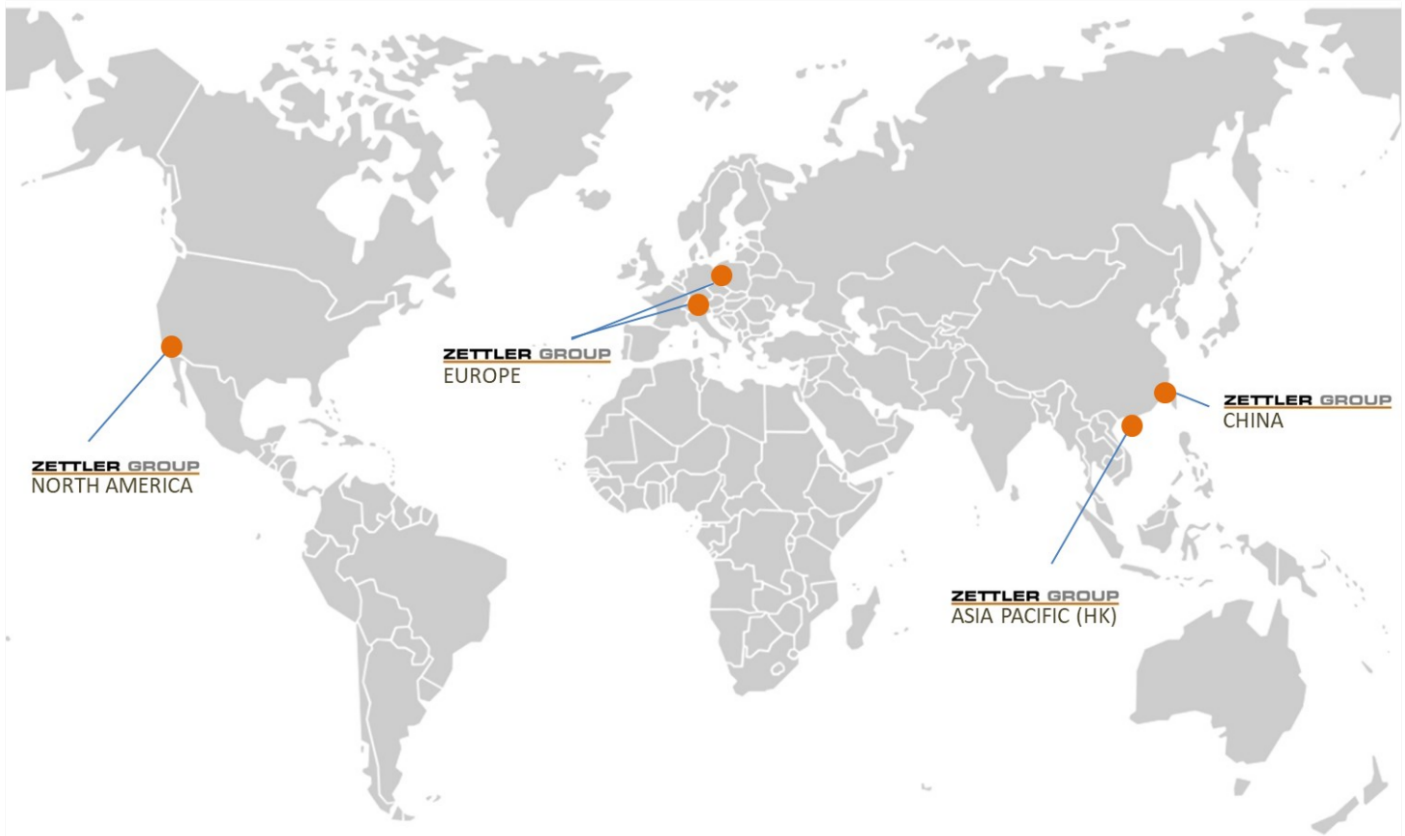 ZETTLER GROUP
EUROPE
ZETTLER GROUP
CHINA
ZETTLER GROUP
NORTH AMERICA
ZETTLER GROUP
ASIA PACIFIC (HK)